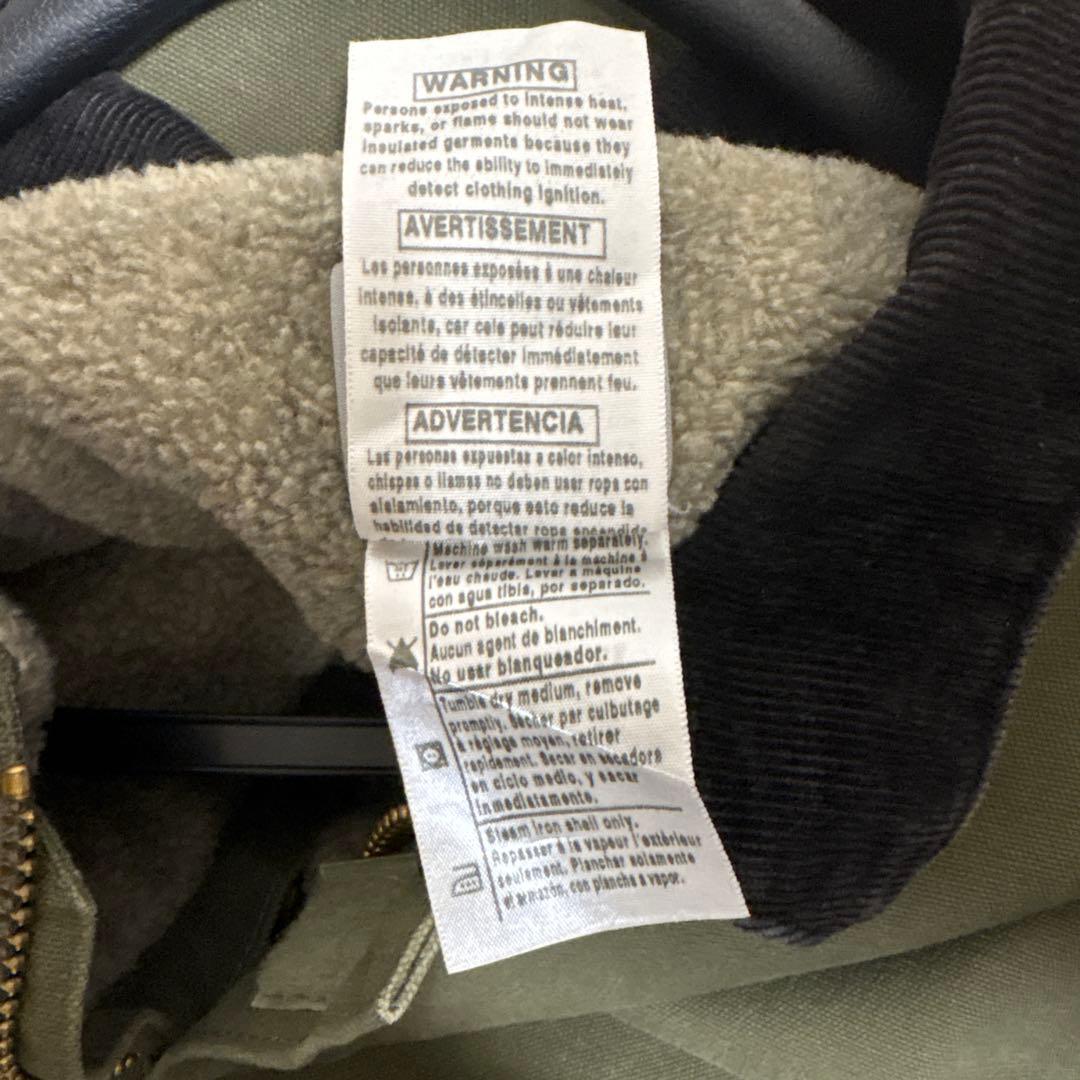 WARNING
Persons exposed to intense heat,
sparks, or flame should not wear
insulated garments because they
can reduce the ability to immediately
detect clothing ignition.
AVERTISSEMENT
Les personnes exposées à une chaleur
intense, à des étincelles ou vêtements
isolants, car cela peut réduire leur
capacité de détecter immédiatement
que leurs vêtements prennent feu.
ADVERTENCIA
Las personas expuestas a calor intenso,
chispas o llamas no deben usar ropa con
aislamiento, porque esto reduce la
habilidad de detectar ropa encendida
Machine wash warm separately.
Laver séparément à la machine à
l'eau chaude. Lavar a máquina
con agua tibia, por separado.
Do not bleach.
Aucun agent de blanchiment.
No usar blanqueador.
Tumble dry medium, remove
promptly. Sécher par culbutage
à réglage moyen, retirer
rapidement. Secar en secadora
en ciclo medio, y sacar
inmediatamente.
Steam iron shell only.
Repasser à la vapeur l'extérieur
seulement. Planchar solamente
el armazón, con plancha a vapor.